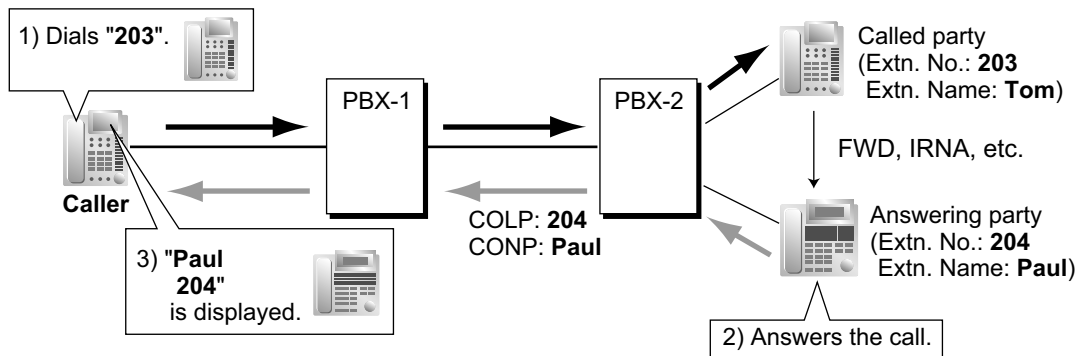 1) Dials "203".
PBX-1
PBX-2
Called party
(Extn. No.: 203
Extn. Name: Tom)
FWD, IRNA, etc.
Caller
COLP: 204
CONP: Paul
Answering party
(Extn. No.: 204
Extn. Name: Paul)
3) "Paul
204"
is displayed.
2) Answers the call.